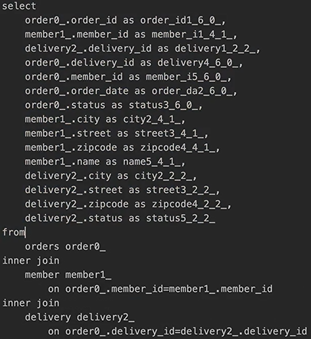 select
order0_.order_id as order_id1_6_0_,
member1_.member_id as member_i1_4_1_,
delivery2_.delivery_id as delivery1_2_2_,
order0_.delivery_id as delivery4_6_0_,
order0_.member_id as member_i5_6_0_,
order0_.order_date as order_da2_6_0_,
order0_.status as status3_6_0_,
member1_.city as city2_4_1_,
member1_.street as street3_4_1_,
member1_.zipcode as zipcode4_4_1_,
member1_.name as name5_4_1_,
delivery2_.city as city2_2_2_,
delivery2_.street as street3_2_2_,
delivery2_.zipcode as zipcode4_2_2_,
delivery2_.status as status5_2_2_
from
orders order0_
inner join
member member1_
on order0_.member_id=member1_.member_id
inner join
delivery delivery2_
on order0_.delivery_id=delivery2_.delivery_id